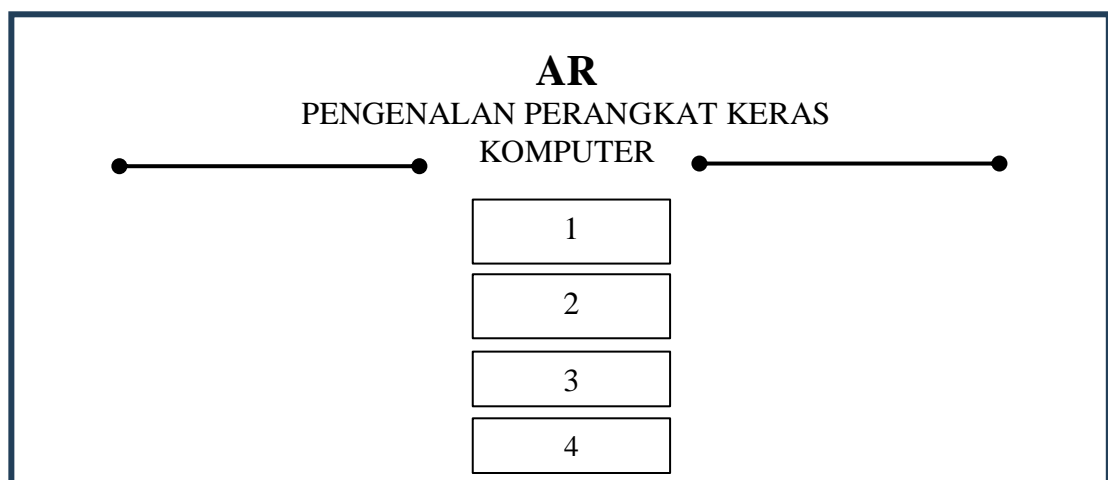 AR
PENGENALAN PERANGKAT KERAS
KOMPUTER
1
2
3
4